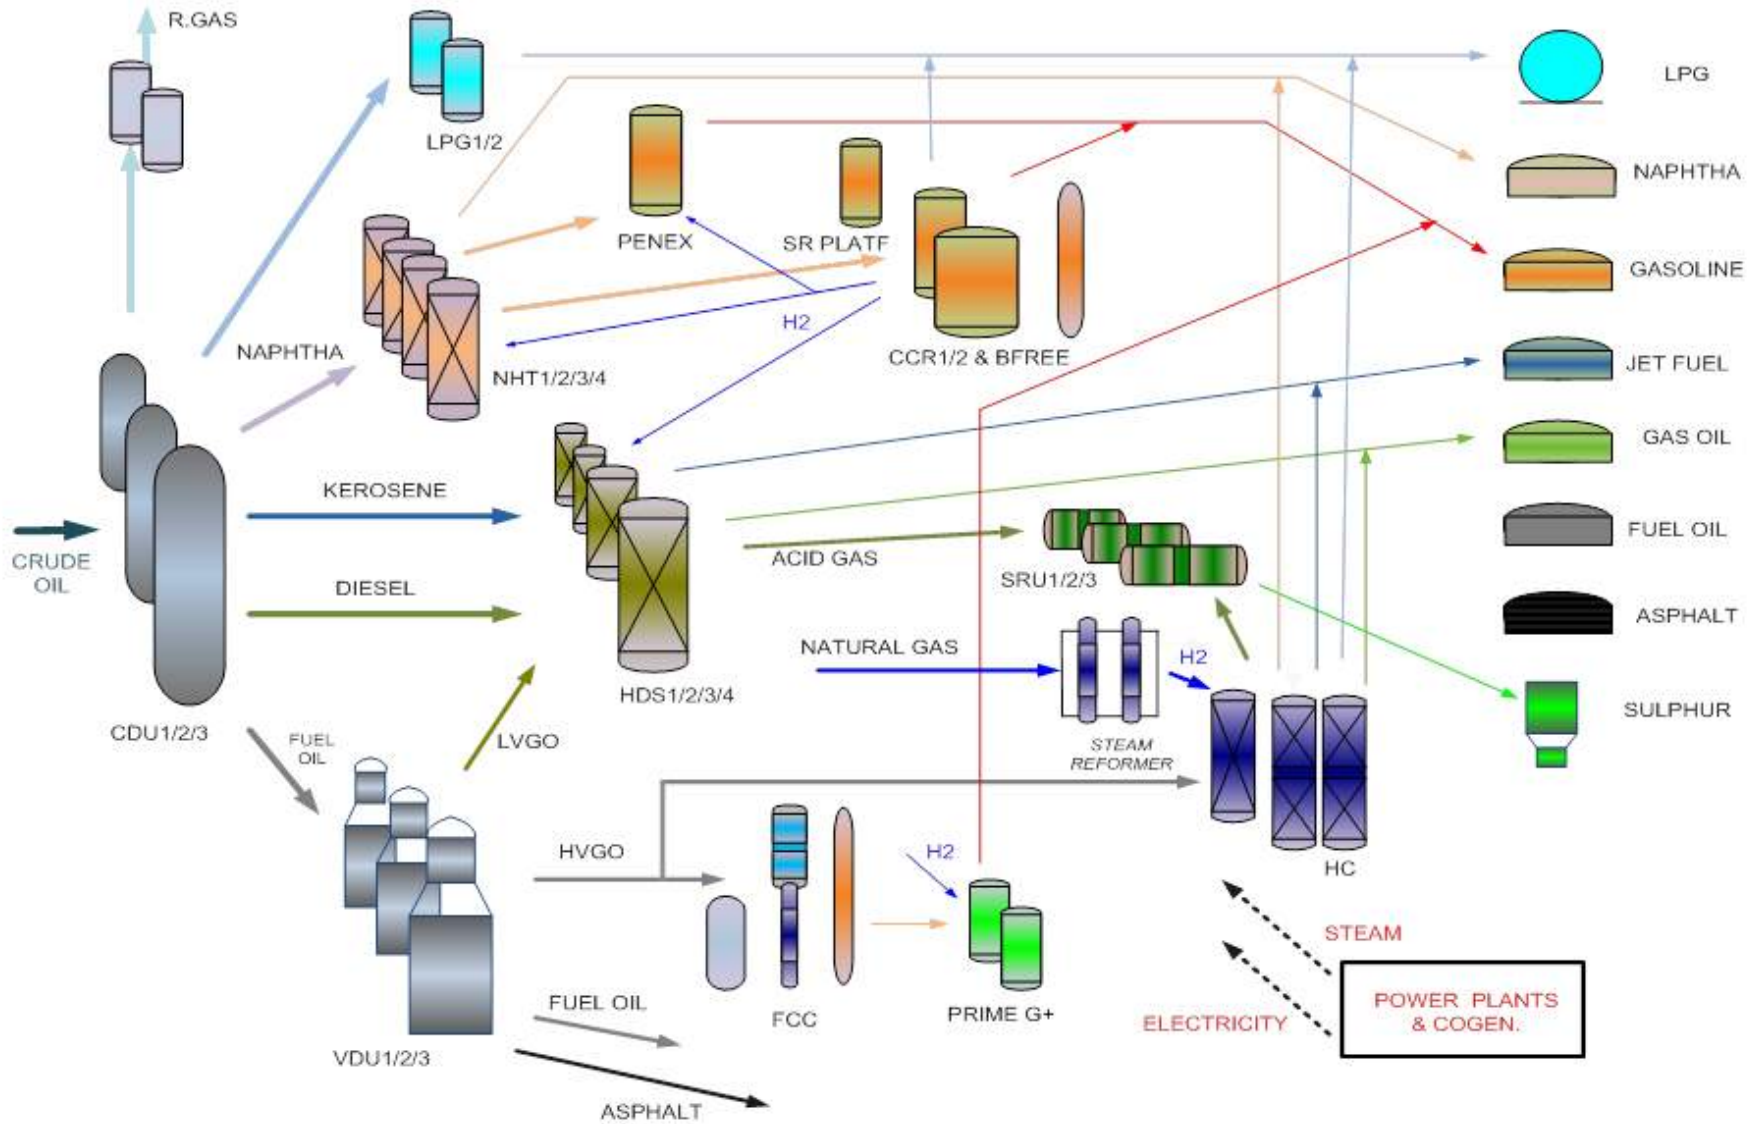 R.GAS
LPG
LPG1/2
NAPHTHA
PENEX
SR PLATF
GASOLINE
H2
NAPHTHA
CCR1/2 & BFREE
JET FUEL
NHT1/2/3/4
GAS OIL
KEROSENE
FUEL OIL
CRUDE
OIL
ACID GAS
SRU1/2/3
DIESEL
ASPHALT
NATURAL GAS
H2
HDS1/2/3/4
SULPHUR
CDU1/2/3
FUEL
OIL
LVGO
STEAM
REFORMER
HVGO
H2
HC
STEAM
FUEL OIL
POWER PLANTS
& COGEN.
FCC
PRIME G+
ELECTRICITY
VDU1/2/3
ASPHALT